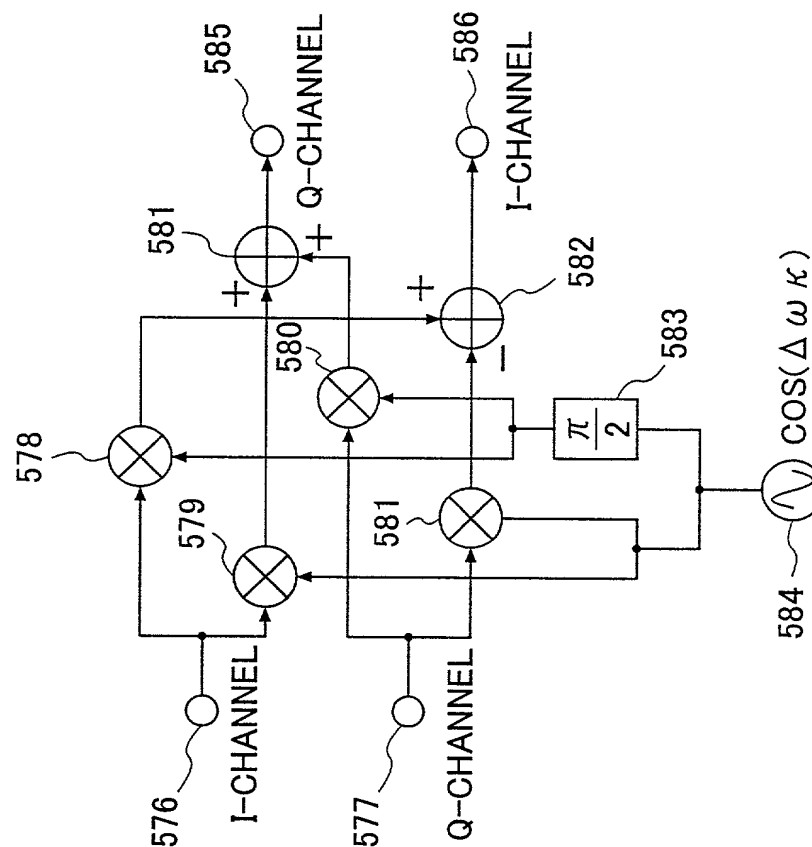 576
I-CHANNEL
577
Q-CHANNEL
578
579
580
581
581
+
+
585
Q-CHANNEL
+
−
582
586
I-CHANNEL
π
2
583
584
COS(Δωκ)